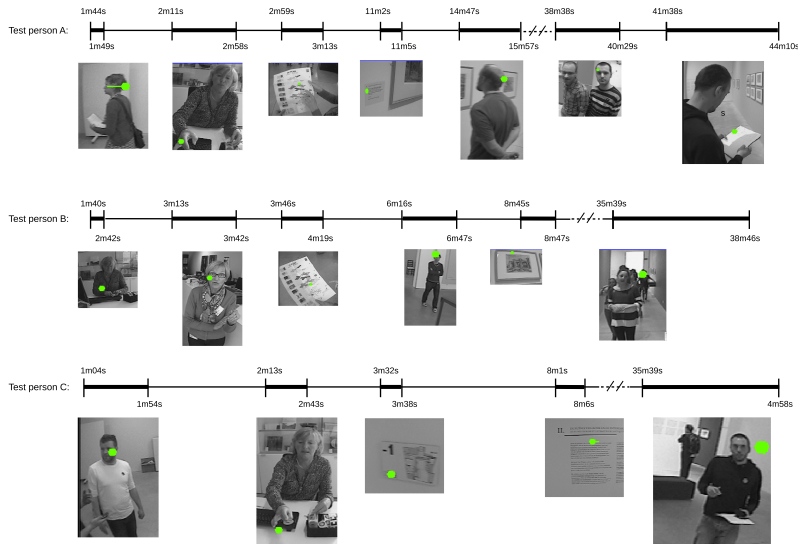 1m44s 2m11s 2m59s 11m2s 14m47s 38m38s 41m38s
Test person A:
1m49s 2m58s 3m13s 11m5s 15m57s 40m29s 44m10s
s
1m40s 3m13s 3m46s 6m16s 8m45s 35m39s
Test person B:
2m42s 3m42s 4m19s 6m47s 8m47s 38m46s
1m04s 2m13s 3m32s 8m1s 35m39s
Test person C:
1m54s 2m43s 3m38s 8m6s 4m58s
-1
II.